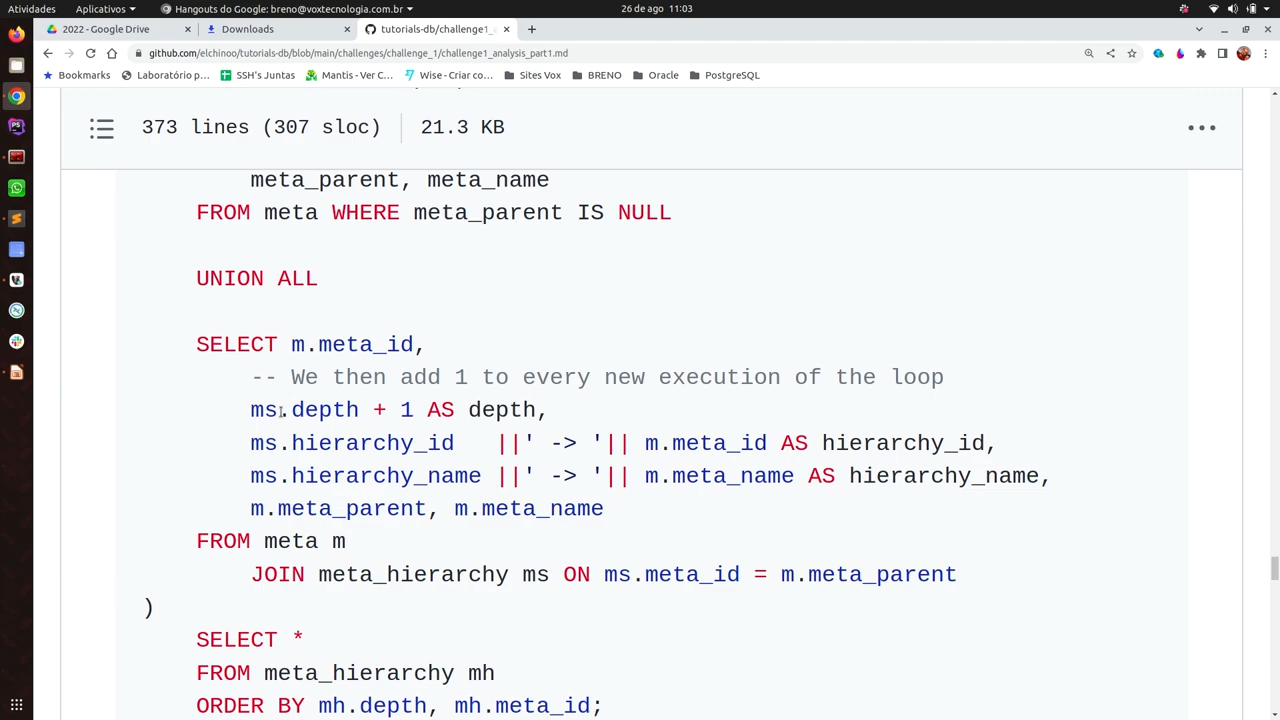 Atividades Aplicativos Hangouts do Google: breno@voxtecnologia.com.br 26 de ago 11:03
2022 - Google Drive × Downloads × tutorials-db/challenge1_ × +
github.com/elchinoo/tutorials-db/blob/main/challenges/challenge_1/challenge1_analysis_part1.md
Bookmarks Laboratório p… SSH's Juntas Mantis - Ver C… Wise - Criar co… Sites Vox BRENO Oracle PostgreSQL
373 lines (307 sloc) 21.3 KB
meta_parent, meta_name
FROM meta WHERE meta_parent IS NULL
UNION ALL
SELECT m.meta_id,
-- We then add 1 to every new execution of the loop
ms.depth + 1 AS depth,
ms.hierarchy_id ||' -> '|| m.meta_id AS hierarchy_id,
ms.hierarchy_name ||' -> '|| m.meta_name AS hierarchy_name,
m.meta_parent, m.meta_name
FROM meta m
JOIN meta_hierarchy ms ON ms.meta_id = m.meta_parent
)
SELECT *
FROM meta_hierarchy mh
ORDER BY mh.depth, mh.meta_id;